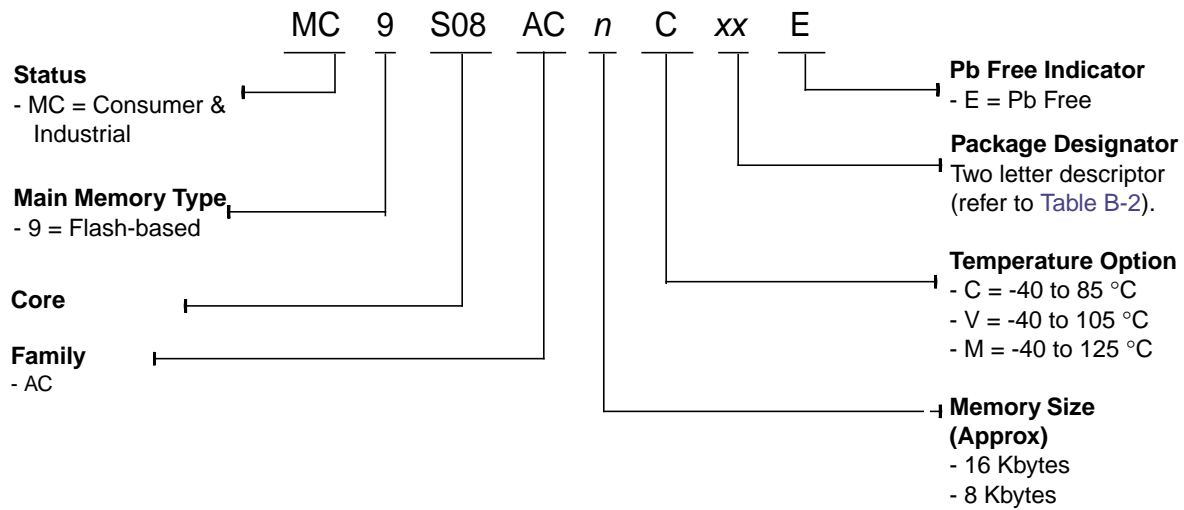 MC 9 S08 AC n C xx E
Status
- MC = Consumer &
Industrial
Main Memory Type
- 9 = Flash-based
Core
Family
- AC
Pb Free Indicator
- E = Pb Free
Package Designator
Two letter descriptor
(refer to Table B-2).
Temperature Option
- C = -40 to 85 °C
- V = -40 to 105 °C
- M = -40 to 125 °C
Memory Size
(Approx)
- 16 Kbytes
- 8 Kbytes